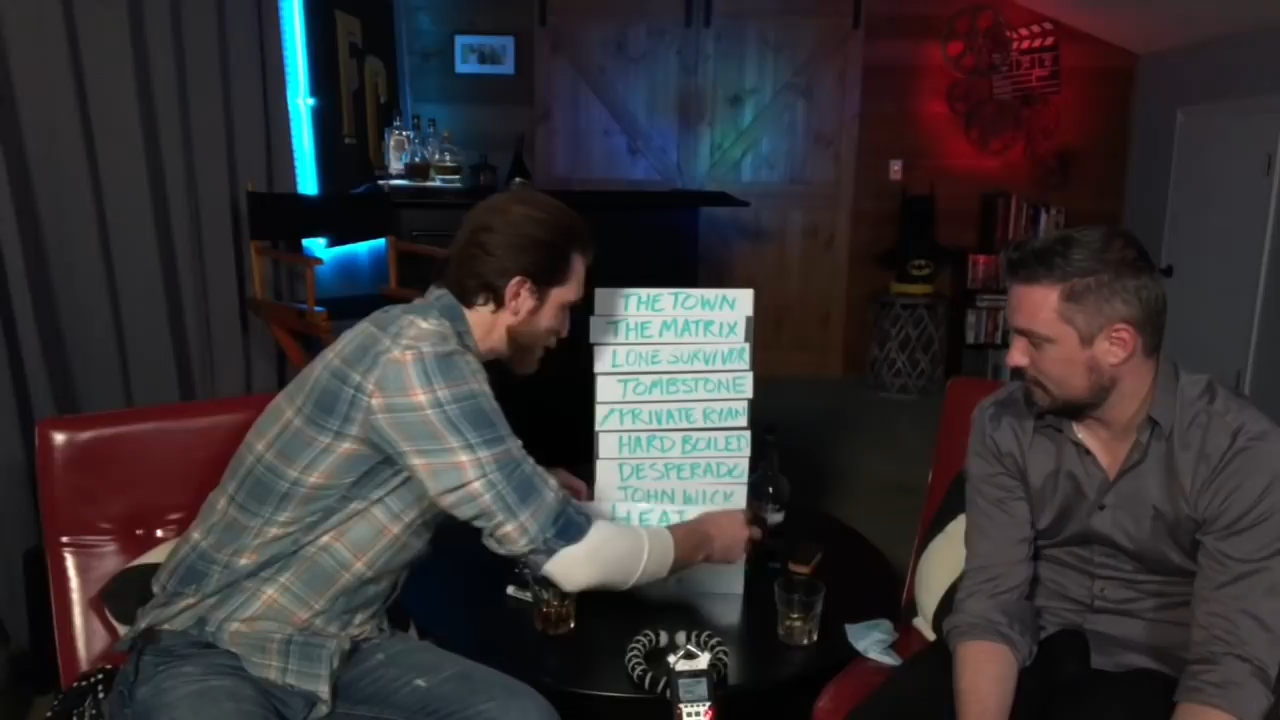 THE TOWN
THE MATRIX
LONE SURVIVOR
TOMBSTONE
/PRIVATE RYAN
HARD BOILED
DESPERADO
JOHN WICK
HEAT